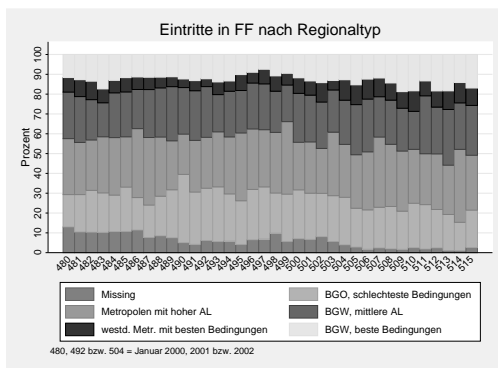 Eintritte in FF nach Regionaltyp
Prozent
100
90
80
70
60
50
40
30
20
10
0
480 481 482 483 484 485 486 487 488 489 490 491 492 493 494 495 496 497 498 499 500 501 502 503 504 505 506 507 508 509 510 511 512 513 514 515
Missing
BGO, schlechteste Bedingungen
Metropolen mit hoher AL
BGW, mittlere AL
westd. Metr. mit besten Bedingungen
BGW, beste Bedingungen
480, 492 bzw. 504 = Januar 2000, 2001 bzw. 2002